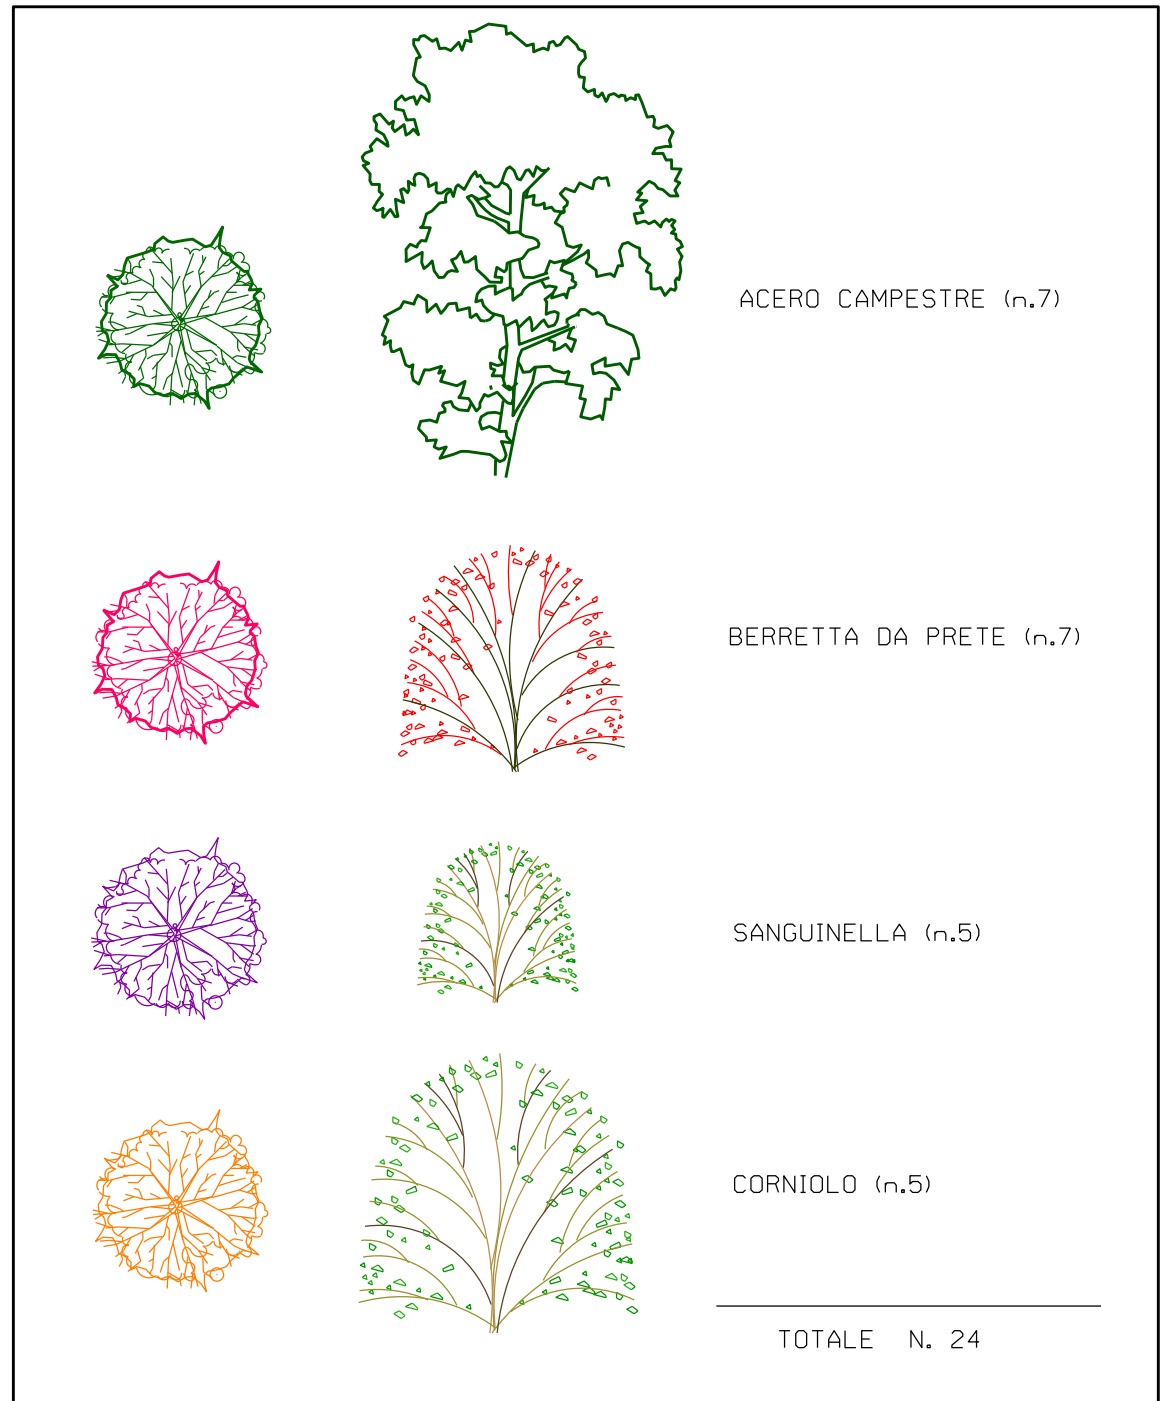 ACERO CAMPESTRE (n.7)
BERRETTA DA PRETE (n.7)
SANGUINELLA (n.5)
CORNIOLO (n.5)
TOTALE N. 24